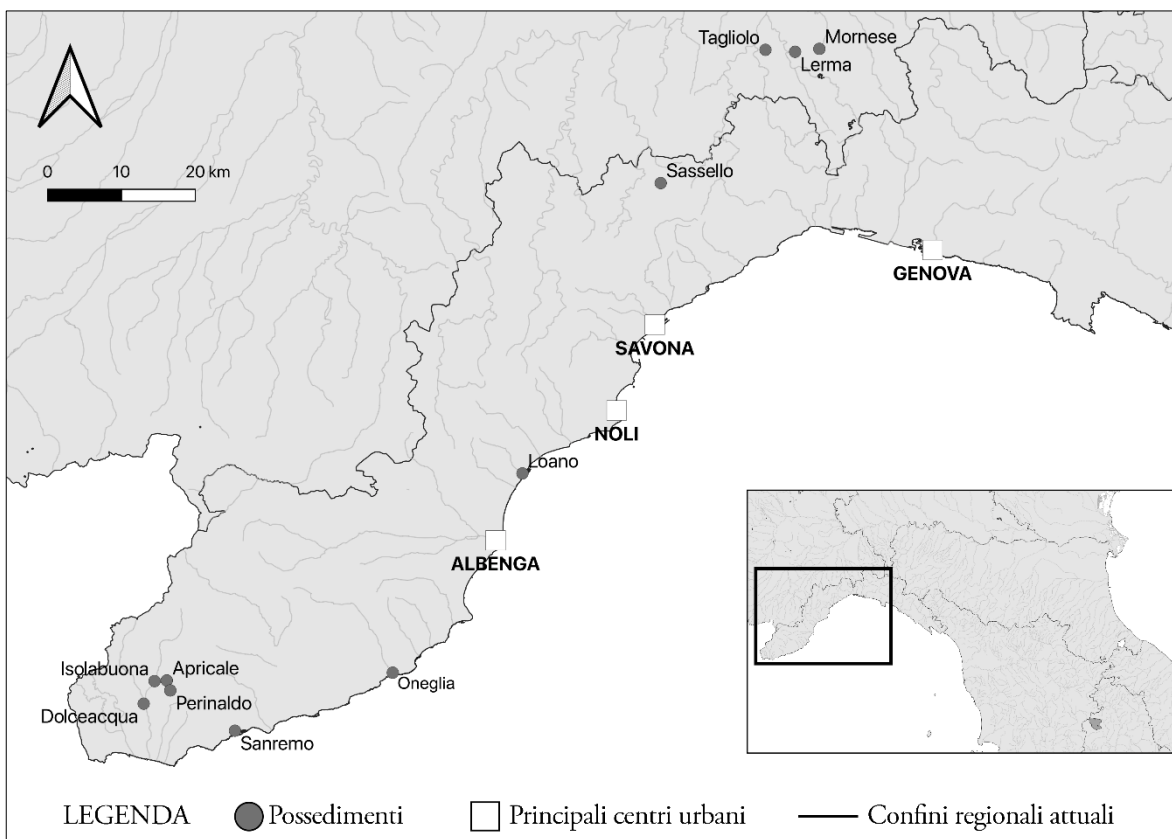 Tagliolo
Mornese
Lerma
0 10 20 km
Sassello
GENOVA
SAVONA
NOLI
Loano
ALBENGA
Isolabuona
Apricale
Perinaldo
Oneglia
Dolceacqua
Sanremo
LEGENDA Possedimenti Principali centri urbani Confini regionali attuali